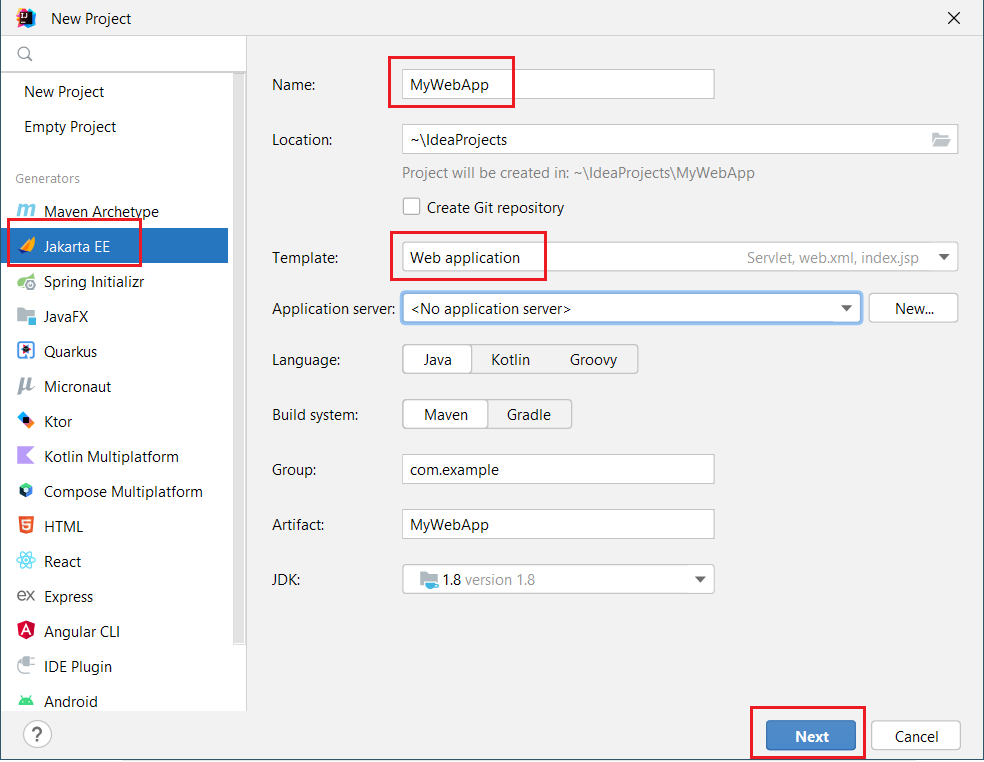 New Project
New Project
Empty Project
Generators
Maven Archetype
Jakarta EE
Spring Initializr
JavaFX
Quarkus
Micronaut
Ktor
Kotlin Multiplatform
Compose Multiplatform
HTML
React
ex Express
Angular CLI
IDE Plugin
Android
?
Name: MyWebApp
Location: ~\IdeaProjects
Project will be created in: ~\IdeaProjects\MyWebApp
Create Git repository
Template: Web application Servlet, web.xml, index.jsp
Application server: <No application server> New...
Language: Java Kotlin Groovy
Build system: Maven Gradle
Group: com.example
Artifact: MyWebApp
JDK: 1.8 version 1.8
Next Cancel